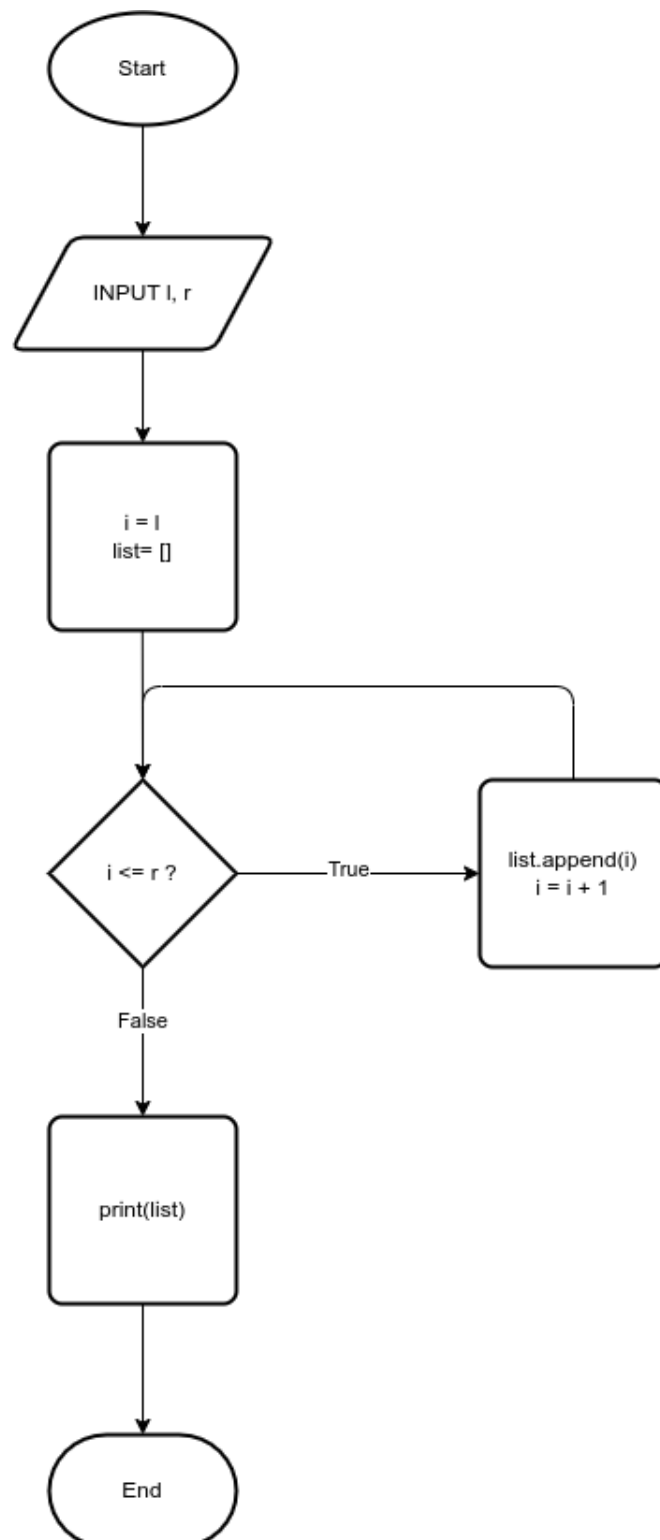 Start
INPUT l, r
i = l
list= []
i <= r ?
True
list.append(i)
i = i + 1
False
print(list)
End